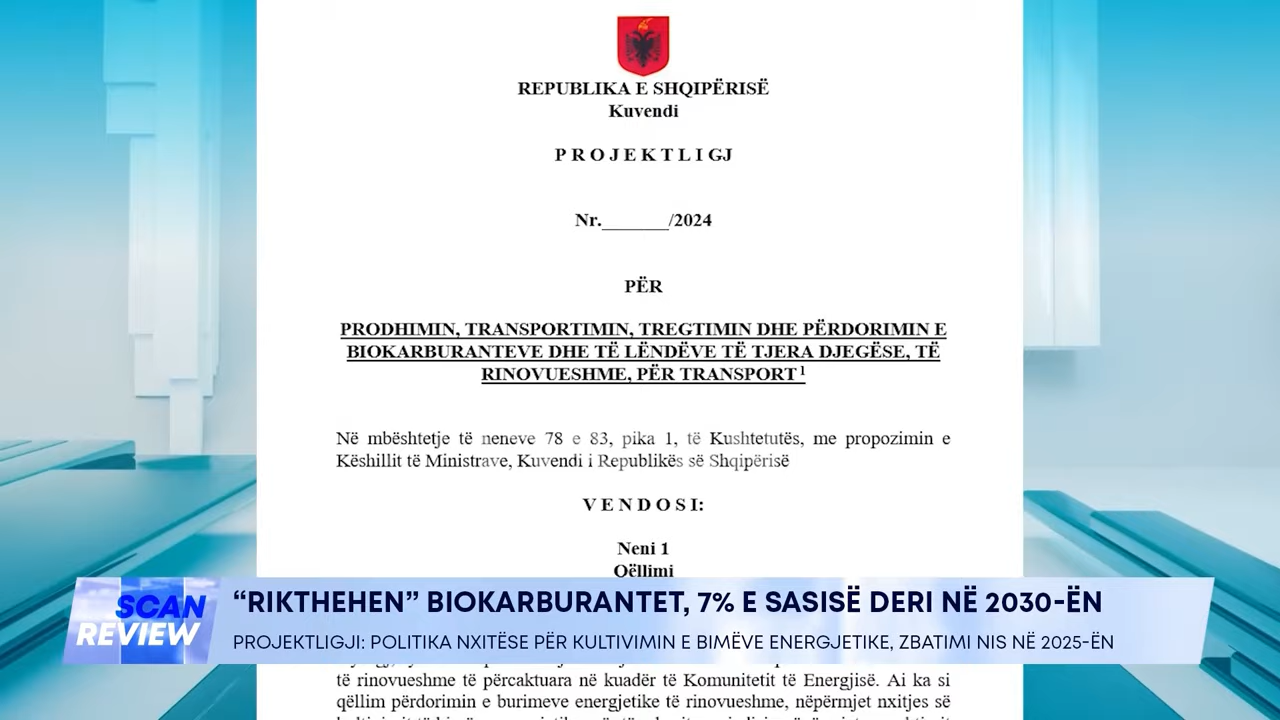 REPUBLIKA E SHQIPËRISË
Kuvendi
P R O J E K T L I GJ
Nr._______/2024
PËR
PRODHIMIN, TRANSPORTIMIN, TREGTIMIN DHE PËRDORIMIN E
BIOKARBURANTEVE DHE TË LËNDËVE TË TJERA DJEGËSE, TË
RINOVUESHME, PËR TRANSPORT 1
Në mbështetje të neneve 78 e 83, pika 1, të Kushtetutës, me propozimin e
Këshillit të Ministrave, Kuvendi i Republikës së Shqipërisë
V E N D O S I:
Neni 1
Qëllimi
SCAN
REVIEW
“RIKTHEHEN” BIOKARBURANTET, 7% E SASISË DERI NË 2030-ËN
PROJEKTLIGJI: POLITIKA NXITËSE PËR KULTIVIMIN E BIMËVE ENERGJETIKE, ZBATIMI NIS NË 2025-ËN
të rinovueshme të përcaktuara në kuadër të Komunitetit të Energjisë. Ai ka si
qëllim përdorimin e burimeve energjetike të rinovueshme, nëpërmjet nxitjes së